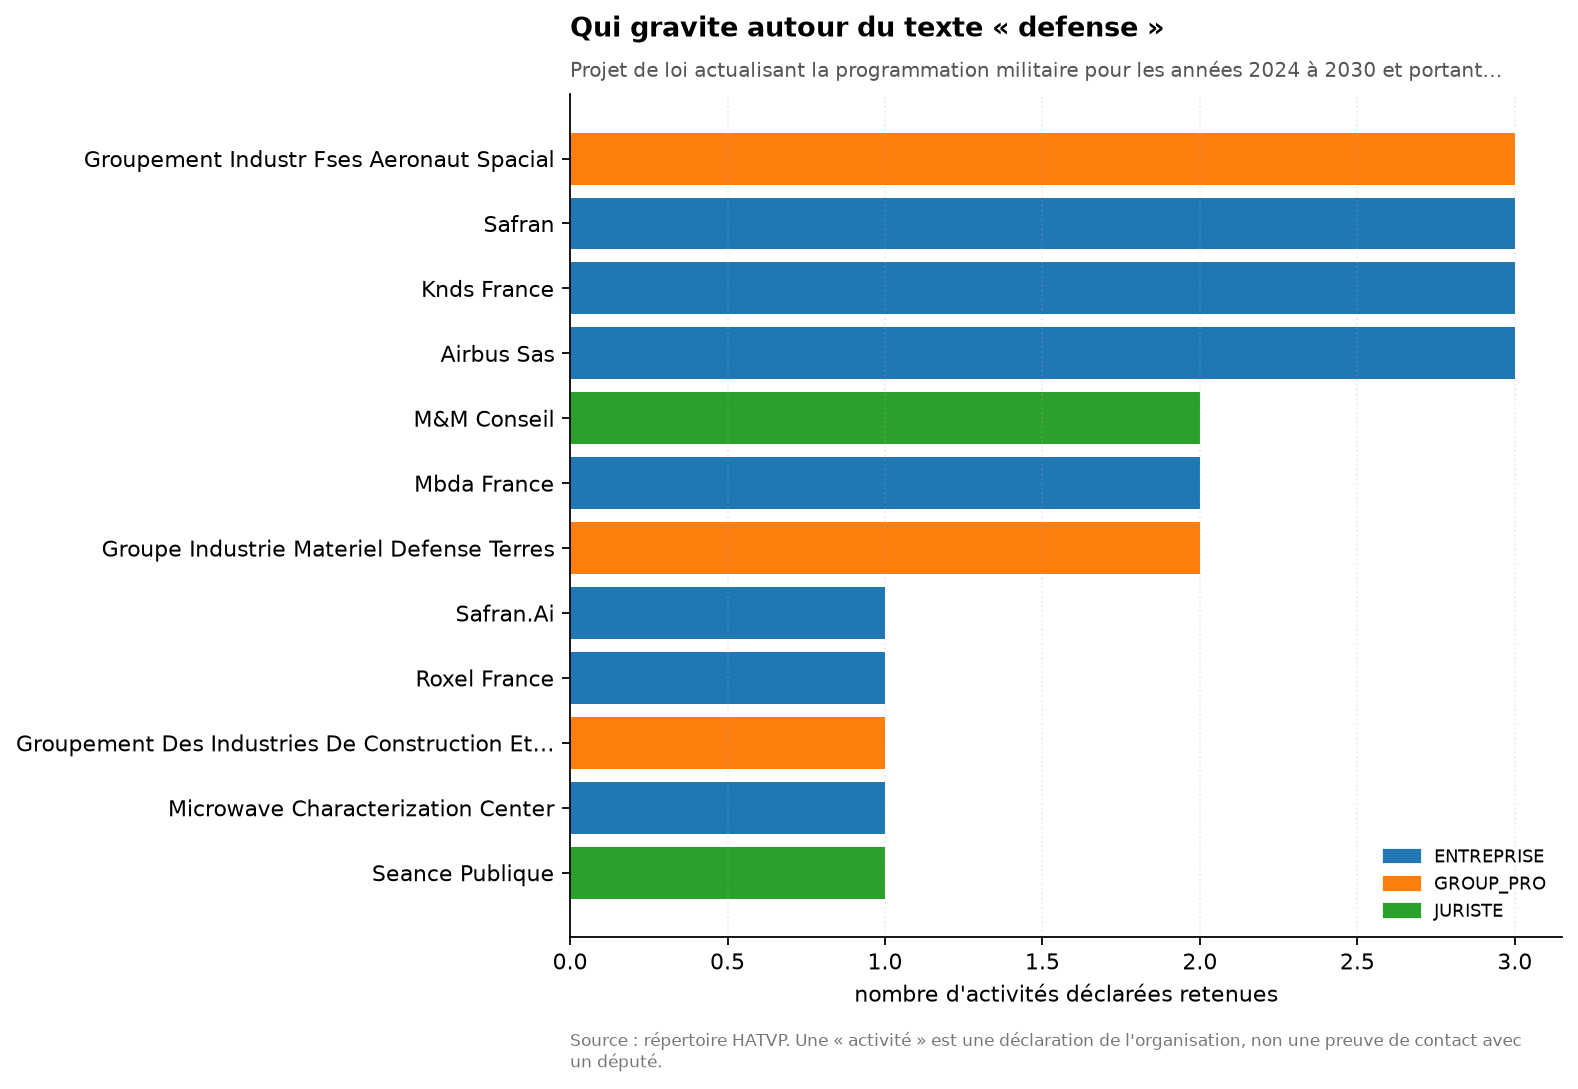 Qui gravite autour du texte « defense »
Projet de loi actualisant la programmation militaire pour les années 2024 à 2030 et portant…
Groupement Industr Fses Aeronaut Spacial
Safran
Knds France
Airbus Sas
M&M Conseil
Mbda France
Groupe Industrie Materiel Defense Terres
Safran.Ai
Roxel France
Groupement Des Industries De Construction Et…
Microwave Characterization Center
Seance Publique
ENTREPRISE
GROUP_PRO
JURISTE
0.0 0.5 1.0 1.5 2.0 2.5 3.0
nombre d'activités déclarées retenues
Source : répertoire HATVP. Une « activité » est une déclaration de l'organisation, non une preuve de contact avec
un député.